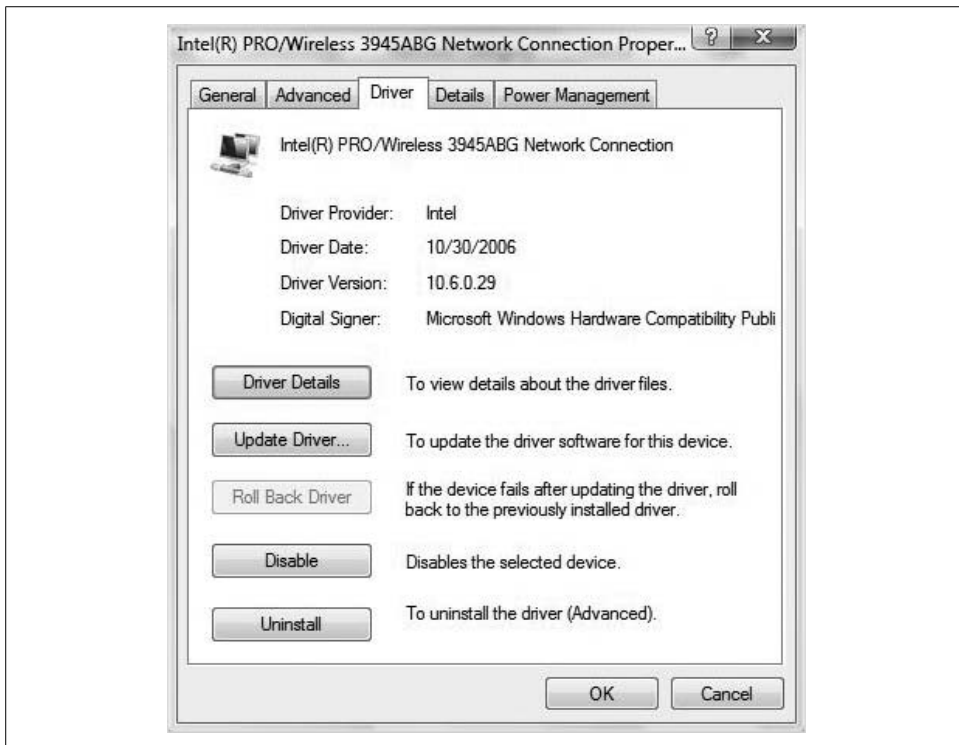 Intel(R) PRO/Wireless 3945ABG Network Connection Proper...
General Advanced Driver Details Power Management
Intel(R) PRO/Wireless 3945ABG Network Connection
Driver Provider: Intel
Driver Date: 10/30/2006
Driver Version: 10.6.0.29
Digital Signer: Microsoft Windows Hardware Compatibility Publi
Driver Details To view details about the driver files.
Update Driver... To update the driver software for this device.
Roll Back Driver If the device fails after updating the driver, roll
back to the previously installed driver.
Disable Disables the selected device.
Uninstall To uninstall the driver (Advanced).
OK Cancel